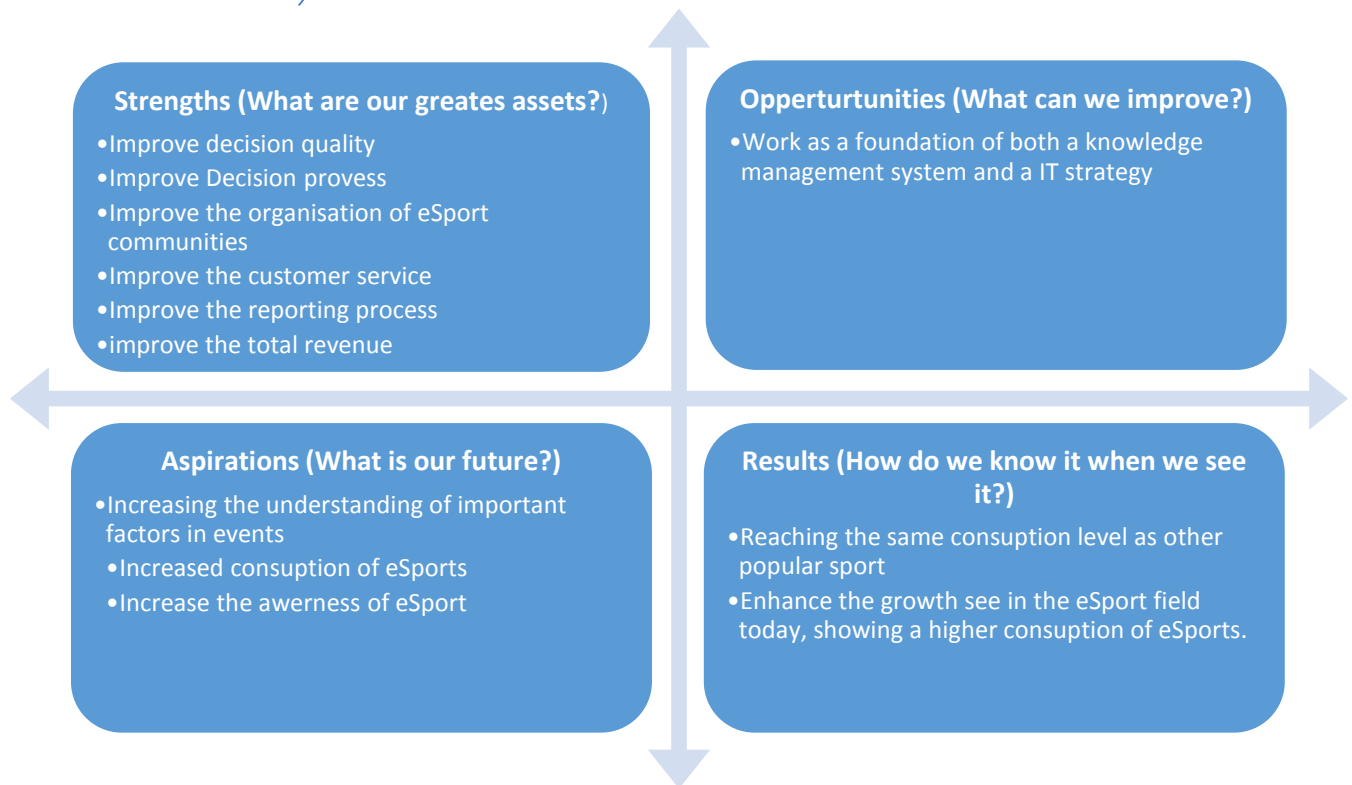 Strengths (What are our greates assets?)
•Improve decision quality
•Improve Decision provess
•Improve the organisation of eSport
communities
•Improve the customer service
•Improve the reporting process
•improve the total revenue
Opperturtunities (What can we improve?)
•Work as a foundation of both a knowledge
management system and a IT strategy
Aspirations (What is our future?)
•Increasing the understanding of important
factors in events
•Increased consuption of eSports
•Increase the awerness of eSport
Results (How do we know it when we see
it?)
•Reaching the same consuption level as other
popular sport
•Enhance the growth see in the eSport field
today, showing a higher consuption of eSports.